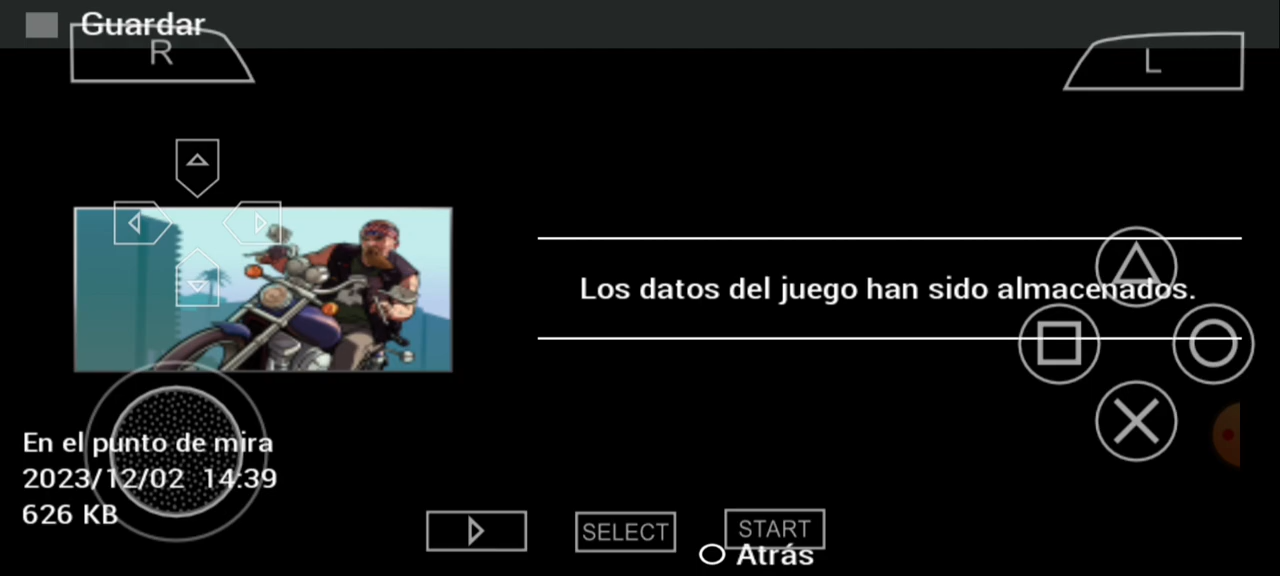 Guardar
R
L
Los datos del juego han sido almacenados.
En el punto de mira
2023/12/02 14:39
626 KB
SELECT
START
Atrás